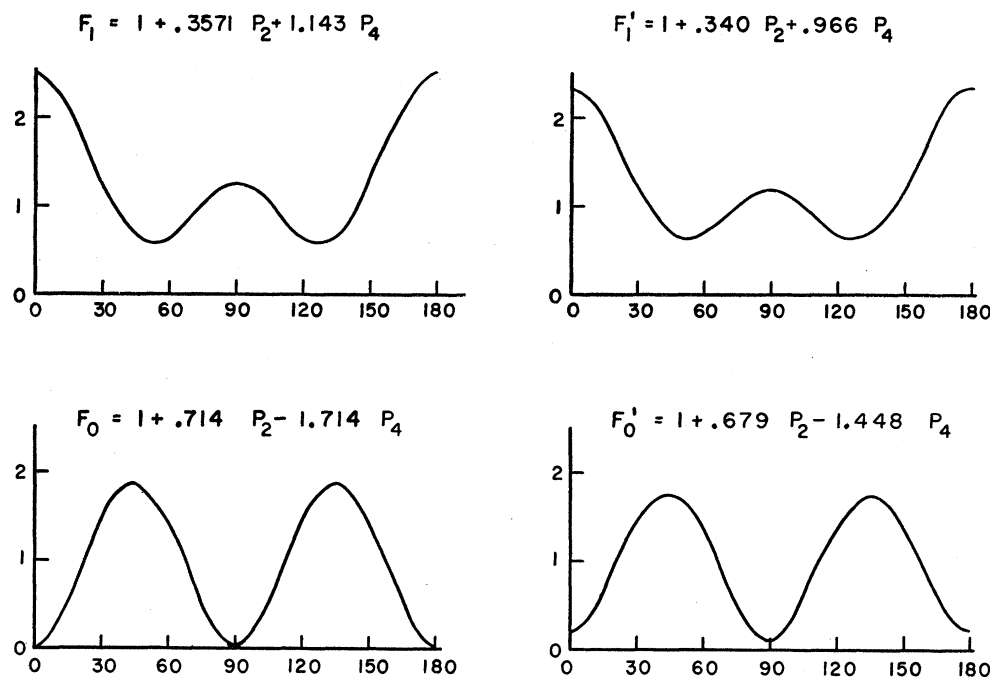 F₁ = 1 + .3571 P₂+ 1.143 P₄
F₁' = 1 + .340 P₂+ .966 P₄
2
1
0
0 30 60 90 120 150 180
2
1
0
0 30 60 90 120 150 180
F₀ = 1 + .714 P₂ − 1.714 P₄
F₀' = 1 + .679 P₂ − 1.448 P₄
2
1
0
0 30 60 90 120 150 180
2
1
0
0 30 60 90 120 150 180